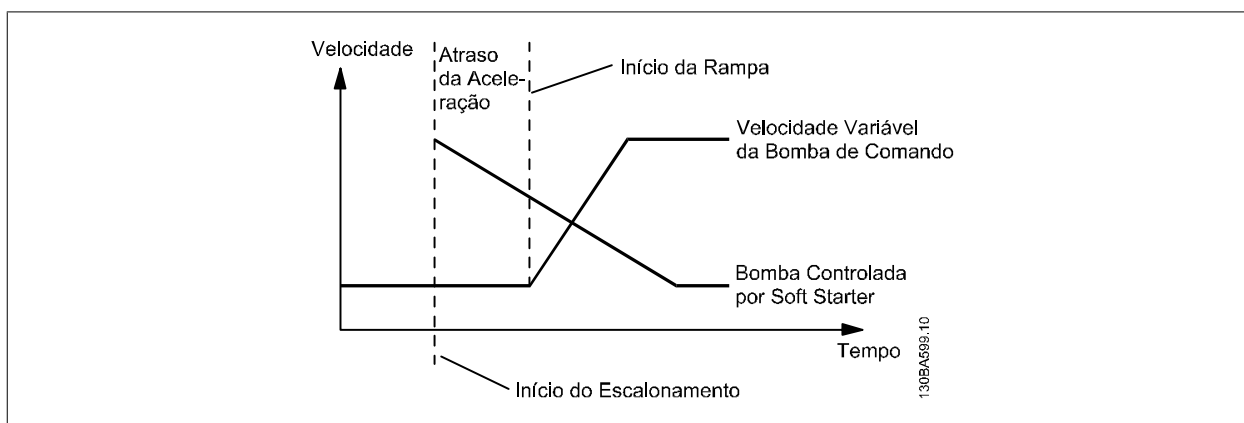 Velocidade
Atraso
da Acele-
ração
Início da Rampa
Velocidade Variável
da Bomba de Comando
Bomba Controlada
por Soft Starter
Tempo
Início do Escalonamento
130BA599.10